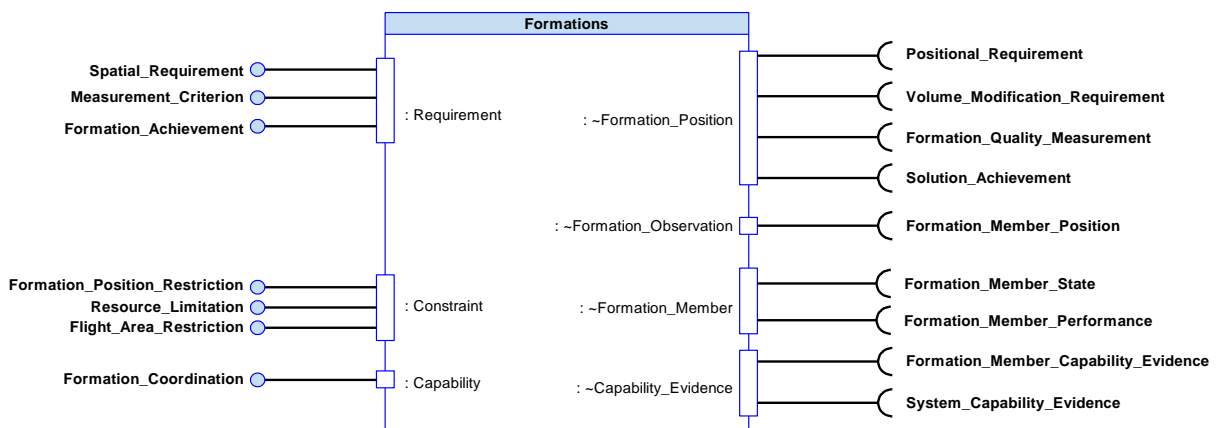 Formations
Spatial_Requirement
Measurement_Criterion
Formation_Achievement
: Requirement
Formation_Position_Restriction
Resource_Limitation
Flight_Area_Restriction
: Constraint
Formation_Coordination
: Capability
: ~Formation_Position
Positional_Requirement
Volume_Modification_Requirement
Formation_Quality_Measurement
Solution_Achievement
: ~Formation_Observation
Formation_Member_Position
: ~Formation_Member
Formation_Member_State
Formation_Member_Performance
: ~Capability_Evidence
Formation_Member_Capability_Evidence
System_Capability_Evidence